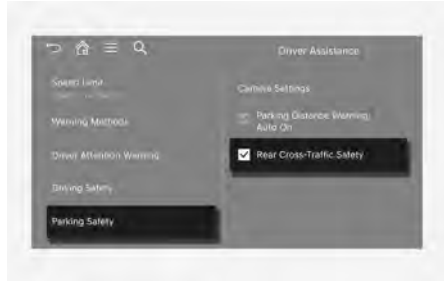 Driver Assistance
Speed Limit
Warning Methods
Driver Attention Warning
Driving Safety
Parking Safety
Camera Settings
Parking Distance Warning
Auto On
Rear Cross-Traffic Safety